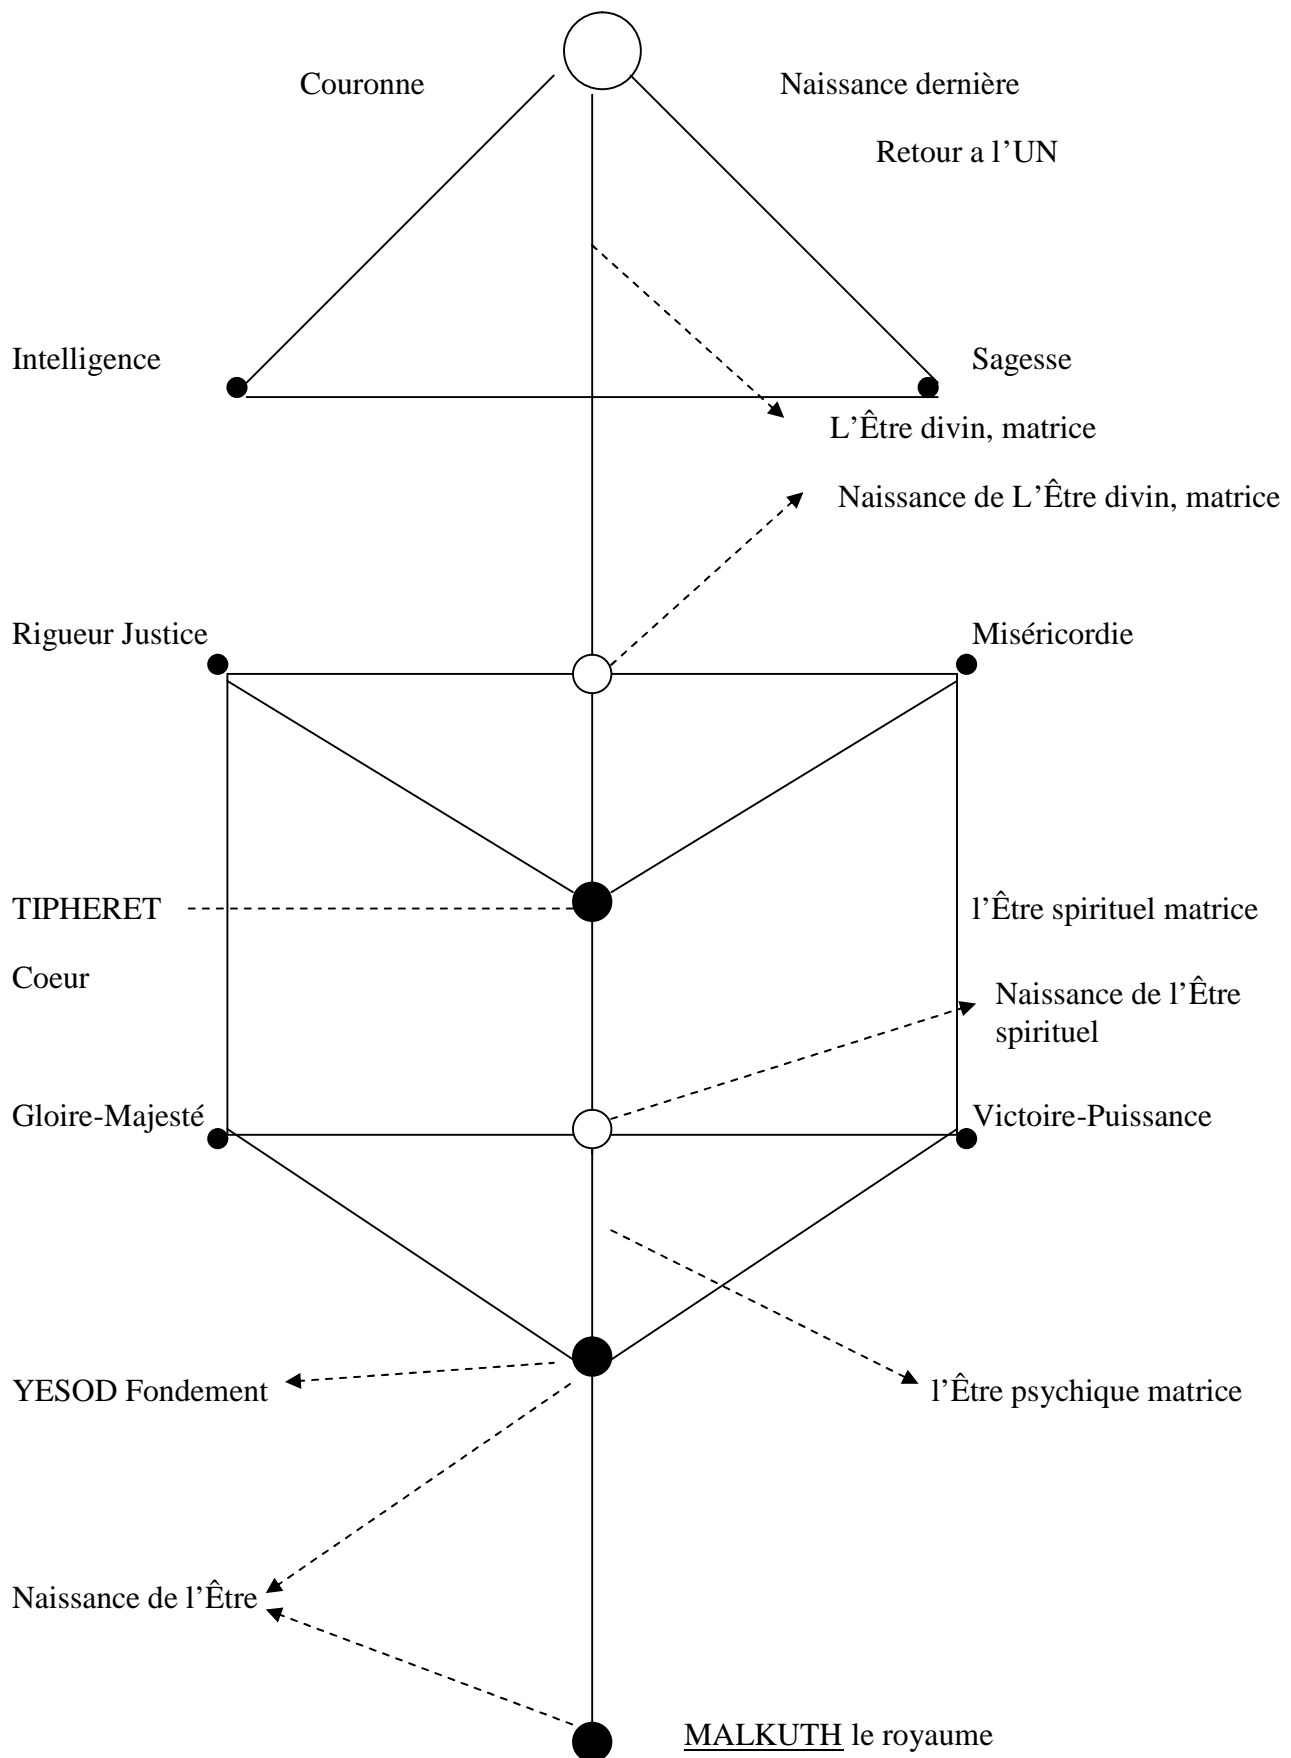 Couronne
Naissance dernière
Retour a l’UN
Intelligence
Sagesse
L’Être divin, matrice
Naissance de L’Être divin, matrice
Rigueur Justice
Miséricordie
TIPHERET
l’Être spirituel matrice
Coeur
Naissance de l’Être
spirituel
Gloire-Majesté
Victoire-Puissance
YESOD Fondement
l’Être psychique matrice
Naissance de l’Être
MALKUTH le royaume